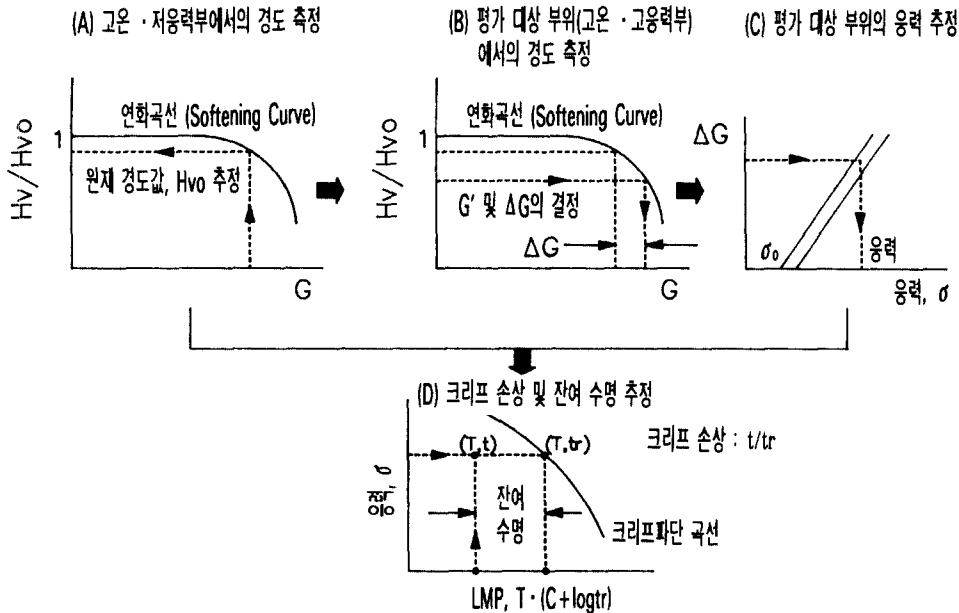 (A) 고온 · 저응력부에서의 경도 측정
(B) 평가 대상 부위(고온 · 고응력부)
에서의 경도 측정
(C) 평가 대상 부위의 응력 추정
Hv/Hvo
1
연화곡선 (Softening Curve)
원재 경도값, Hvo 추정
G
Hv/Hvo
1
연화곡선 (Softening Curve)
G' 및 ΔG의 결정
ΔG
G
ΔG
σ₀
응력
응력, σ
(D) 크리프 손상 및 잔여 수명 추정
크리프 손상 : t/tr
(T,t)
(T,tr)
응력, σ
잔여
수명
크리프파단 곡선
LMP, T · (C+logtr)